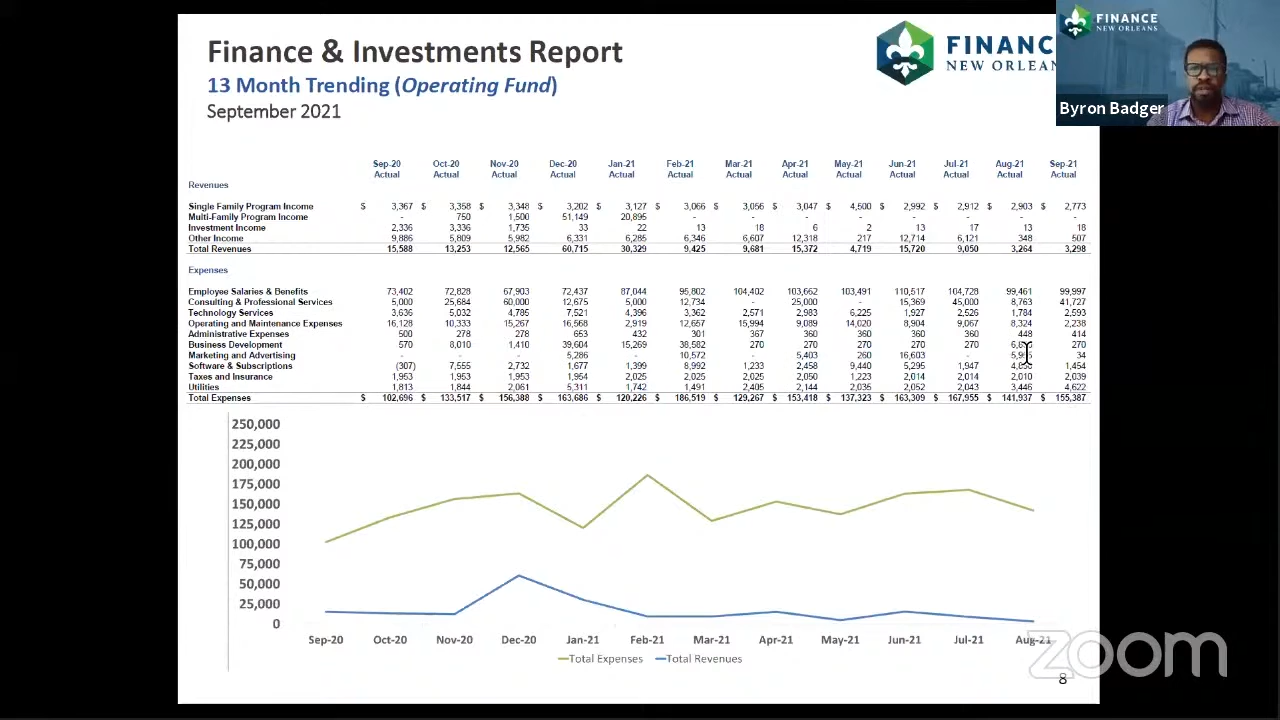 Finance & Investments Report
13 Month Trending (Operating Fund)
September 2021
FINANC
NEW ORLEAN
FINANCE
NEW ORLEANS
Byron Badger
Sep-20 Oct-20 Nov-20 Dec-20 Jan-21 Feb-21 Mar-21 Apr-21 May-21 Jun-21 Jul-21 Aug-21 Sep-21
Actual Actual Actual Actual Actual Actual Actual Actual Actual Actual Actual Actual Actual
Revenues
Single Family Program Income $ 3,367 $ 3,358 $ 3,348 $ 3,202 $ 3,127 $ 3,066 $ 3,056 $ 3,047 $ 4,500 $ 2,992 $ 2,912 $ 2,903 $ 2,773
Multi-Family Program Income - 750 1,500 51,149 20,895 - - - - - - - -
Investment Income 2,336 3,336 1,735 33 22 13 18 6 2 13 17 13 18
Other Income 9,886 5,809 5,982 6,331 6,285 6,346 6,607 12,318 217 12,714 6,121 348 507
Total Revenues 15,588 13,253 12,565 60,715 30,329 9,425 9,681 15,372 4,719 15,720 9,050 3,264 3,298
Expenses
Employee Salaries & Benefits 73,402 72,828 67,903 72,437 87,044 95,802 104,402 103,662 103,491 110,517 104,728 99,461 99,997
Consulting & Professional Services 5,000 25,684 60,000 12,675 5,000 12,734 - 25,000 - 15,369 45,000 8,763 41,727
Technology Services 3,636 5,032 4,785 7,521 4,396 3,362 2,571 2,983 6,225 1,927 2,526 1,784 2,593
Operating and Maintenance Expenses 16,128 10,333 15,267 16,568 2,919 12,657 15,994 9,089 14,020 8,904 9,067 8,324 2,238
Administrative Expenses 500 278 278 653 432 301 367 360 360 360 360 448 414
Business Development 570 8,010 1,410 39,604 15,269 38,582 270 270 270 270 270 270
Marketing and Advertising - - - 5,286 - 10,572 - 5,403 260 16,603 - 34
Software & Subscriptions (307) 7,555 2,732 1,677 1,399 8,992 1,233 2,458 9,440 5,295 1,947 1,454
Taxes and Insurance 1,953 1,953 1,954 1,954 2,025 2,025 2,025 2,050 1,223 2,014 2,014 2,010 2,039
Utilities 1,813 1,844 2,061 5,311 1,742 1,491 2,405 2,144 2,035 2,052 2,043 3,446 4,622
Total Expenses $ 102,696 $ 133,517 $ 156,388 $ 163,686 $ 120,226 $ 186,519 $ 129,267 $ 153,418 $ 137,323 $ 163,309 $ 167,955 $ 141,937 $ 155,387
250,000
225,000
200,000
175,000
150,000
125,000
100,000
75,000
50,000
25,000
0
Sep-20 Oct-20 Nov-20 Dec-20 Jan-21 Feb-21 Mar-21 Apr-21 May-21 Jun-21 Jul-21 Aug-21
Total Expenses Total Revenues
zoom
8